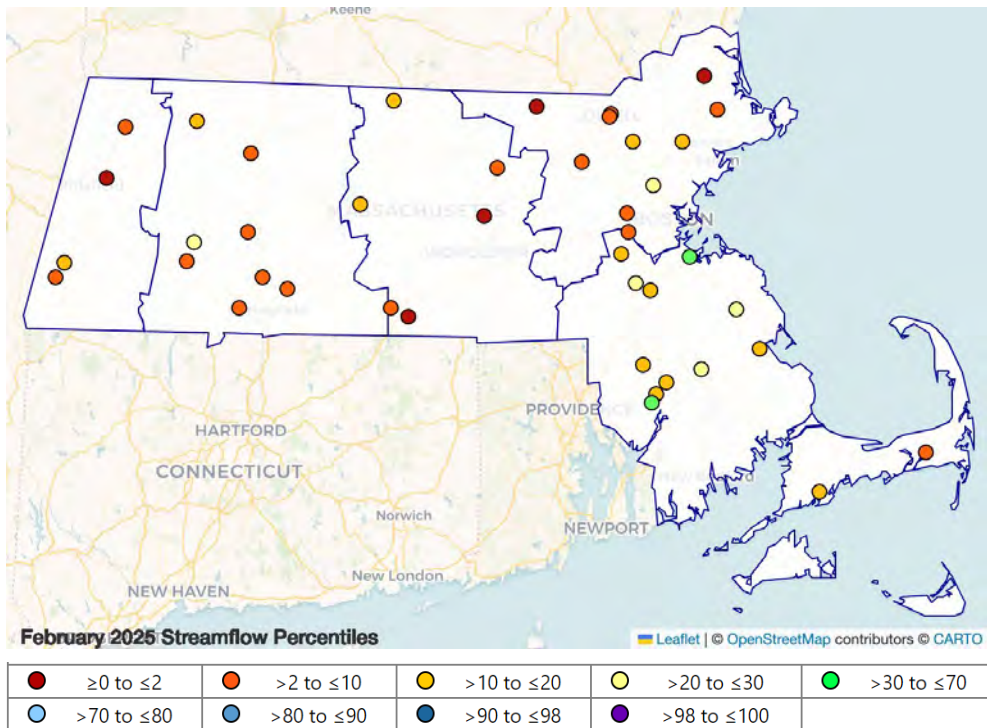 Keene
MASSACHUSETTS
BOSTON
WORCESTER
PROVIDENCE
HARTFORD
CONNECTICUT
Norwich
NEWPORT
New London
NEW HAVEN
February 2025 Streamflow Percentiles
Leaflet | © OpenStreetMap contributors © CARTO
≥0 to ≤2 >2 to ≤10 >10 to ≤20 >20 to ≤30 >30 to ≤70
>70 to ≤80 >80 to ≤90 >90 to ≤98 >98 to ≤100